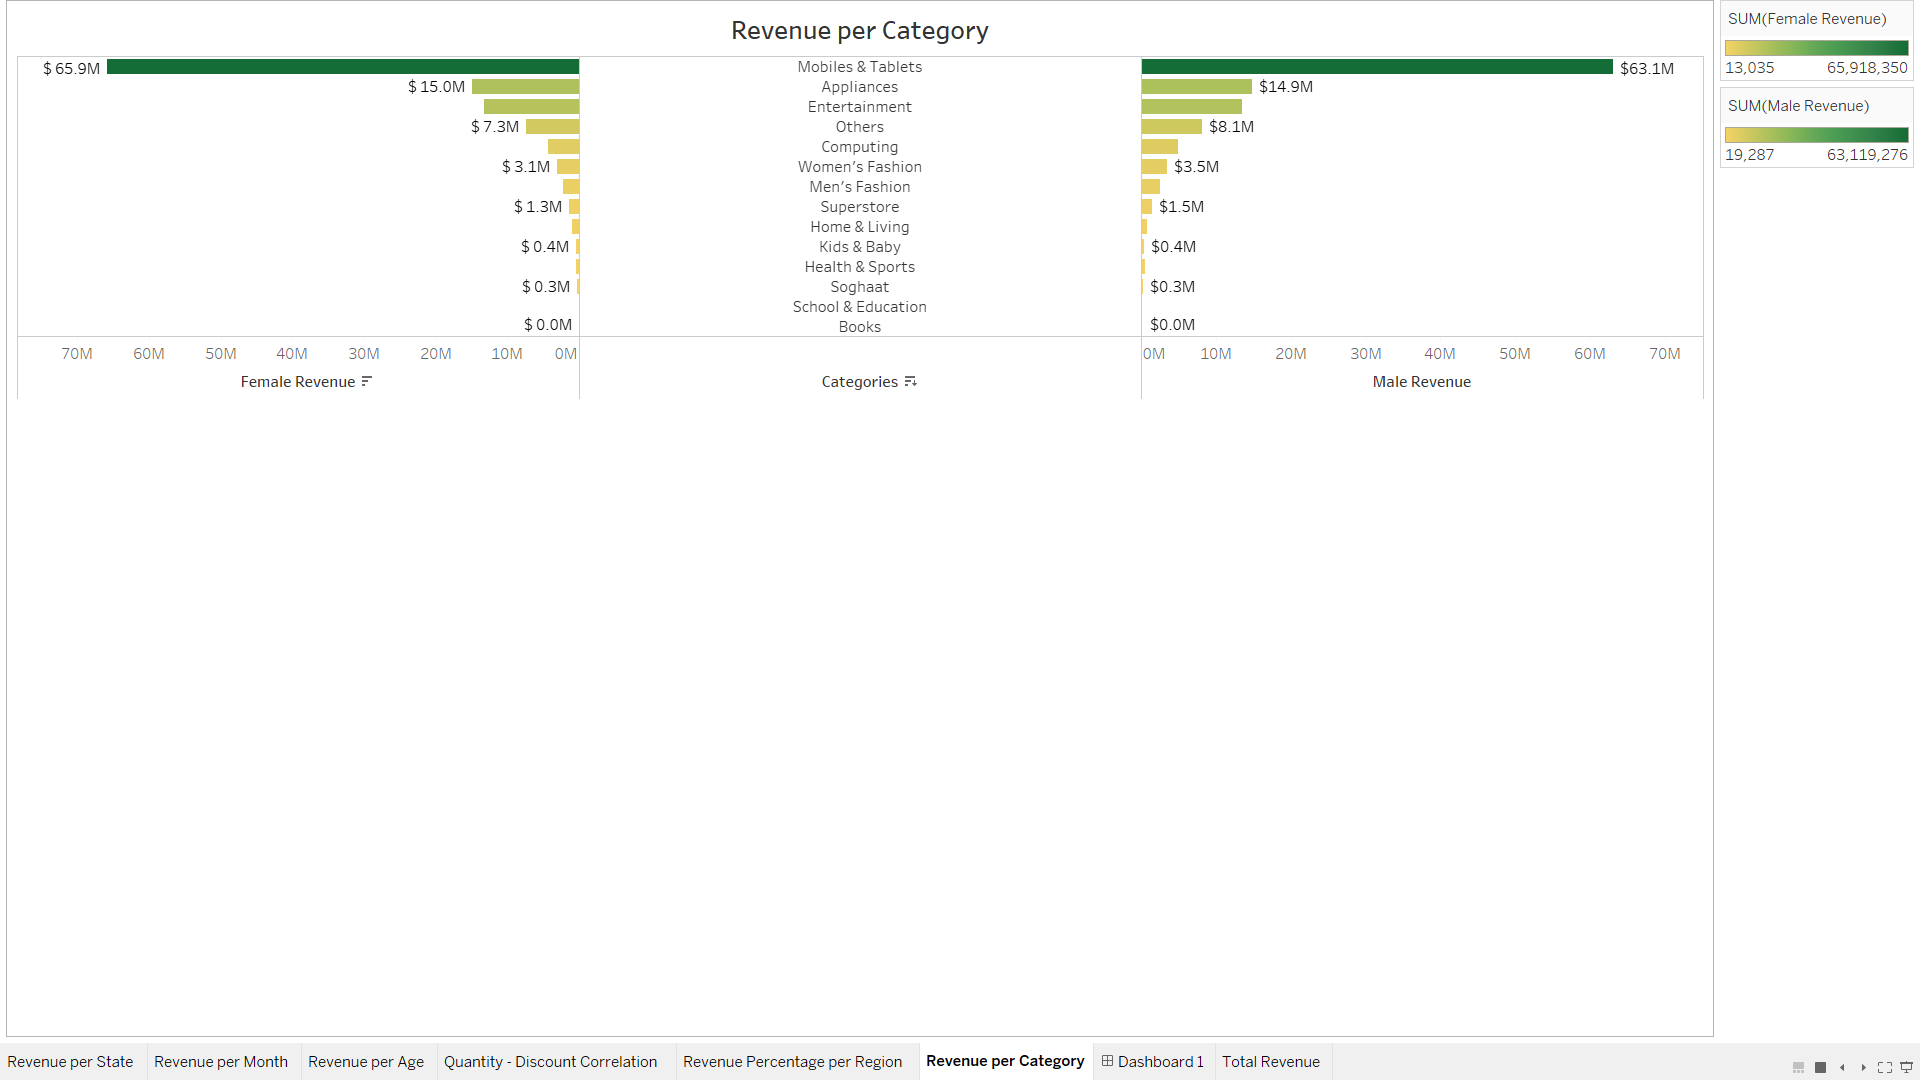 Revenue per Category
SUM(Female Revenue)
13,035 65,918,350
SUM(Male Revenue)
19,287 63,119,276
$ 65.9M Mobiles & Tablets $63.1M
$ 15.0M Appliances $14.9M
Entertainment
$ 7.3M Others $8.1M
Computing
$ 3.1M Women's Fashion $3.5M
Men's Fashion
$ 1.3M Superstore $1.5M
Home & Living
$ 0.4M Kids & Baby $0.4M
Health & Sports
$ 0.3M Soghaat $0.3M
School & Education
$ 0.0M Books $0.0M
70M 60M 50M 40M 30M 20M 10M 0M 0M 10M 20M 30M 40M 50M 60M 70M
Female Revenue Categories Male Revenue
Revenue per State Revenue per Month Revenue per Age Quantity - Discount Correlation Revenue Percentage per Region Revenue per Category Dashboard 1 Total Revenue